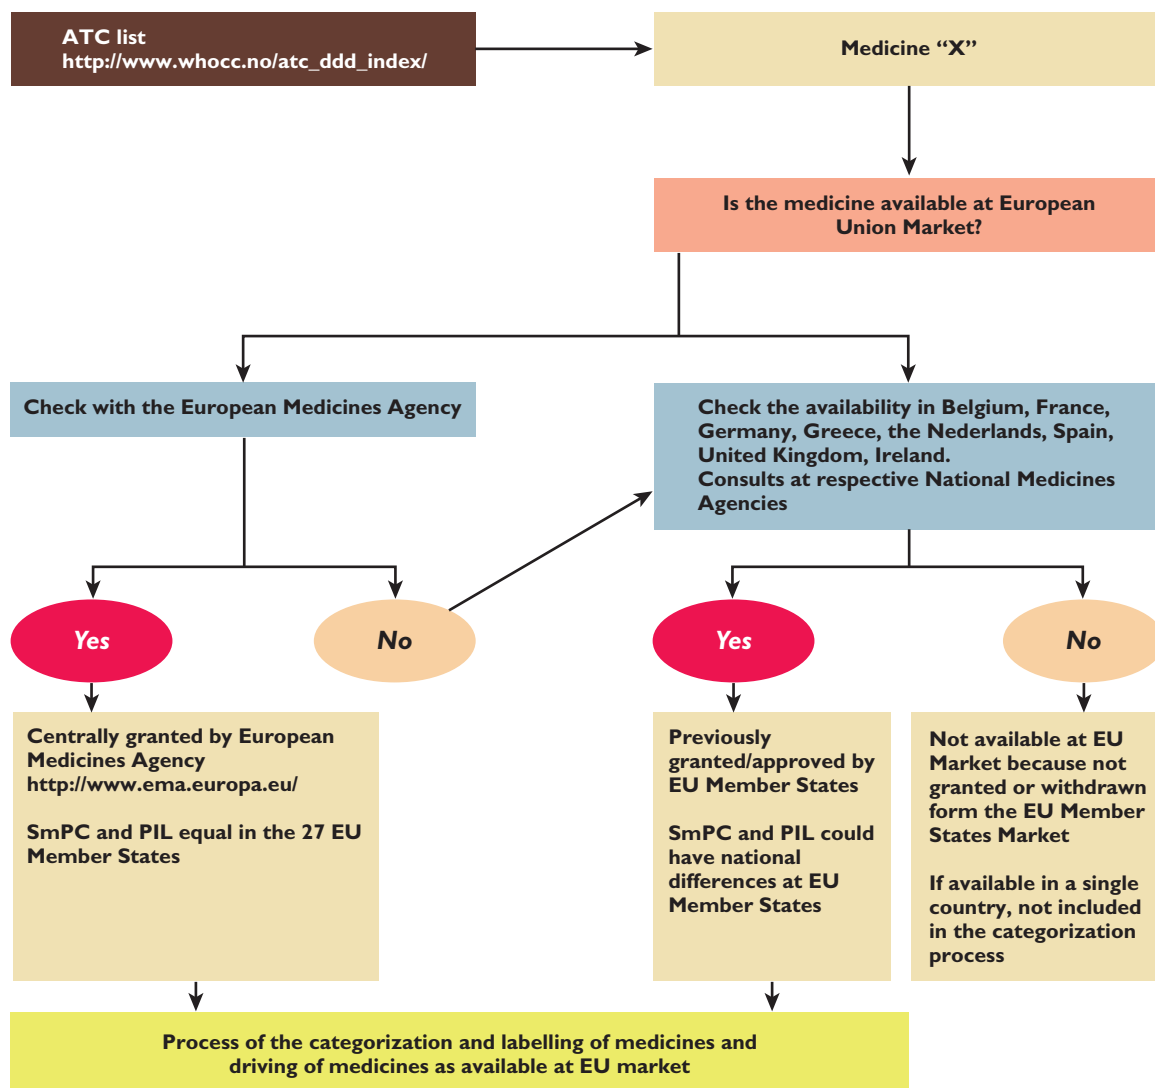 ATC list
http://www.whocc.no/atc_ddd_index/
Medicine “X”
Is the medicine available at European
Union Market?
Check with the European Medicines Agency
Check the availability in Belgium, France,
Germany, Greece, the Nederlands, Spain,
United Kingdom, Ireland.
Consults at respective National Medicines
Agencies
Yes
No
Yes
No
Centrally granted by European
Medicines Agency
http://www.ema.europa.eu/
SmPC and PIL equal in the 27 EU
Member States
Previously
granted/approved by
EU Member States
SmPC and PIL could
have national
differences at EU
Member States
Not available at EU
Market because not
granted or withdrawn
form the EU Member
States Market
If available in a single
country, not included
in the categorization
process
Process of the categorization and labelling of medicines and
driving of medicines as available at EU market